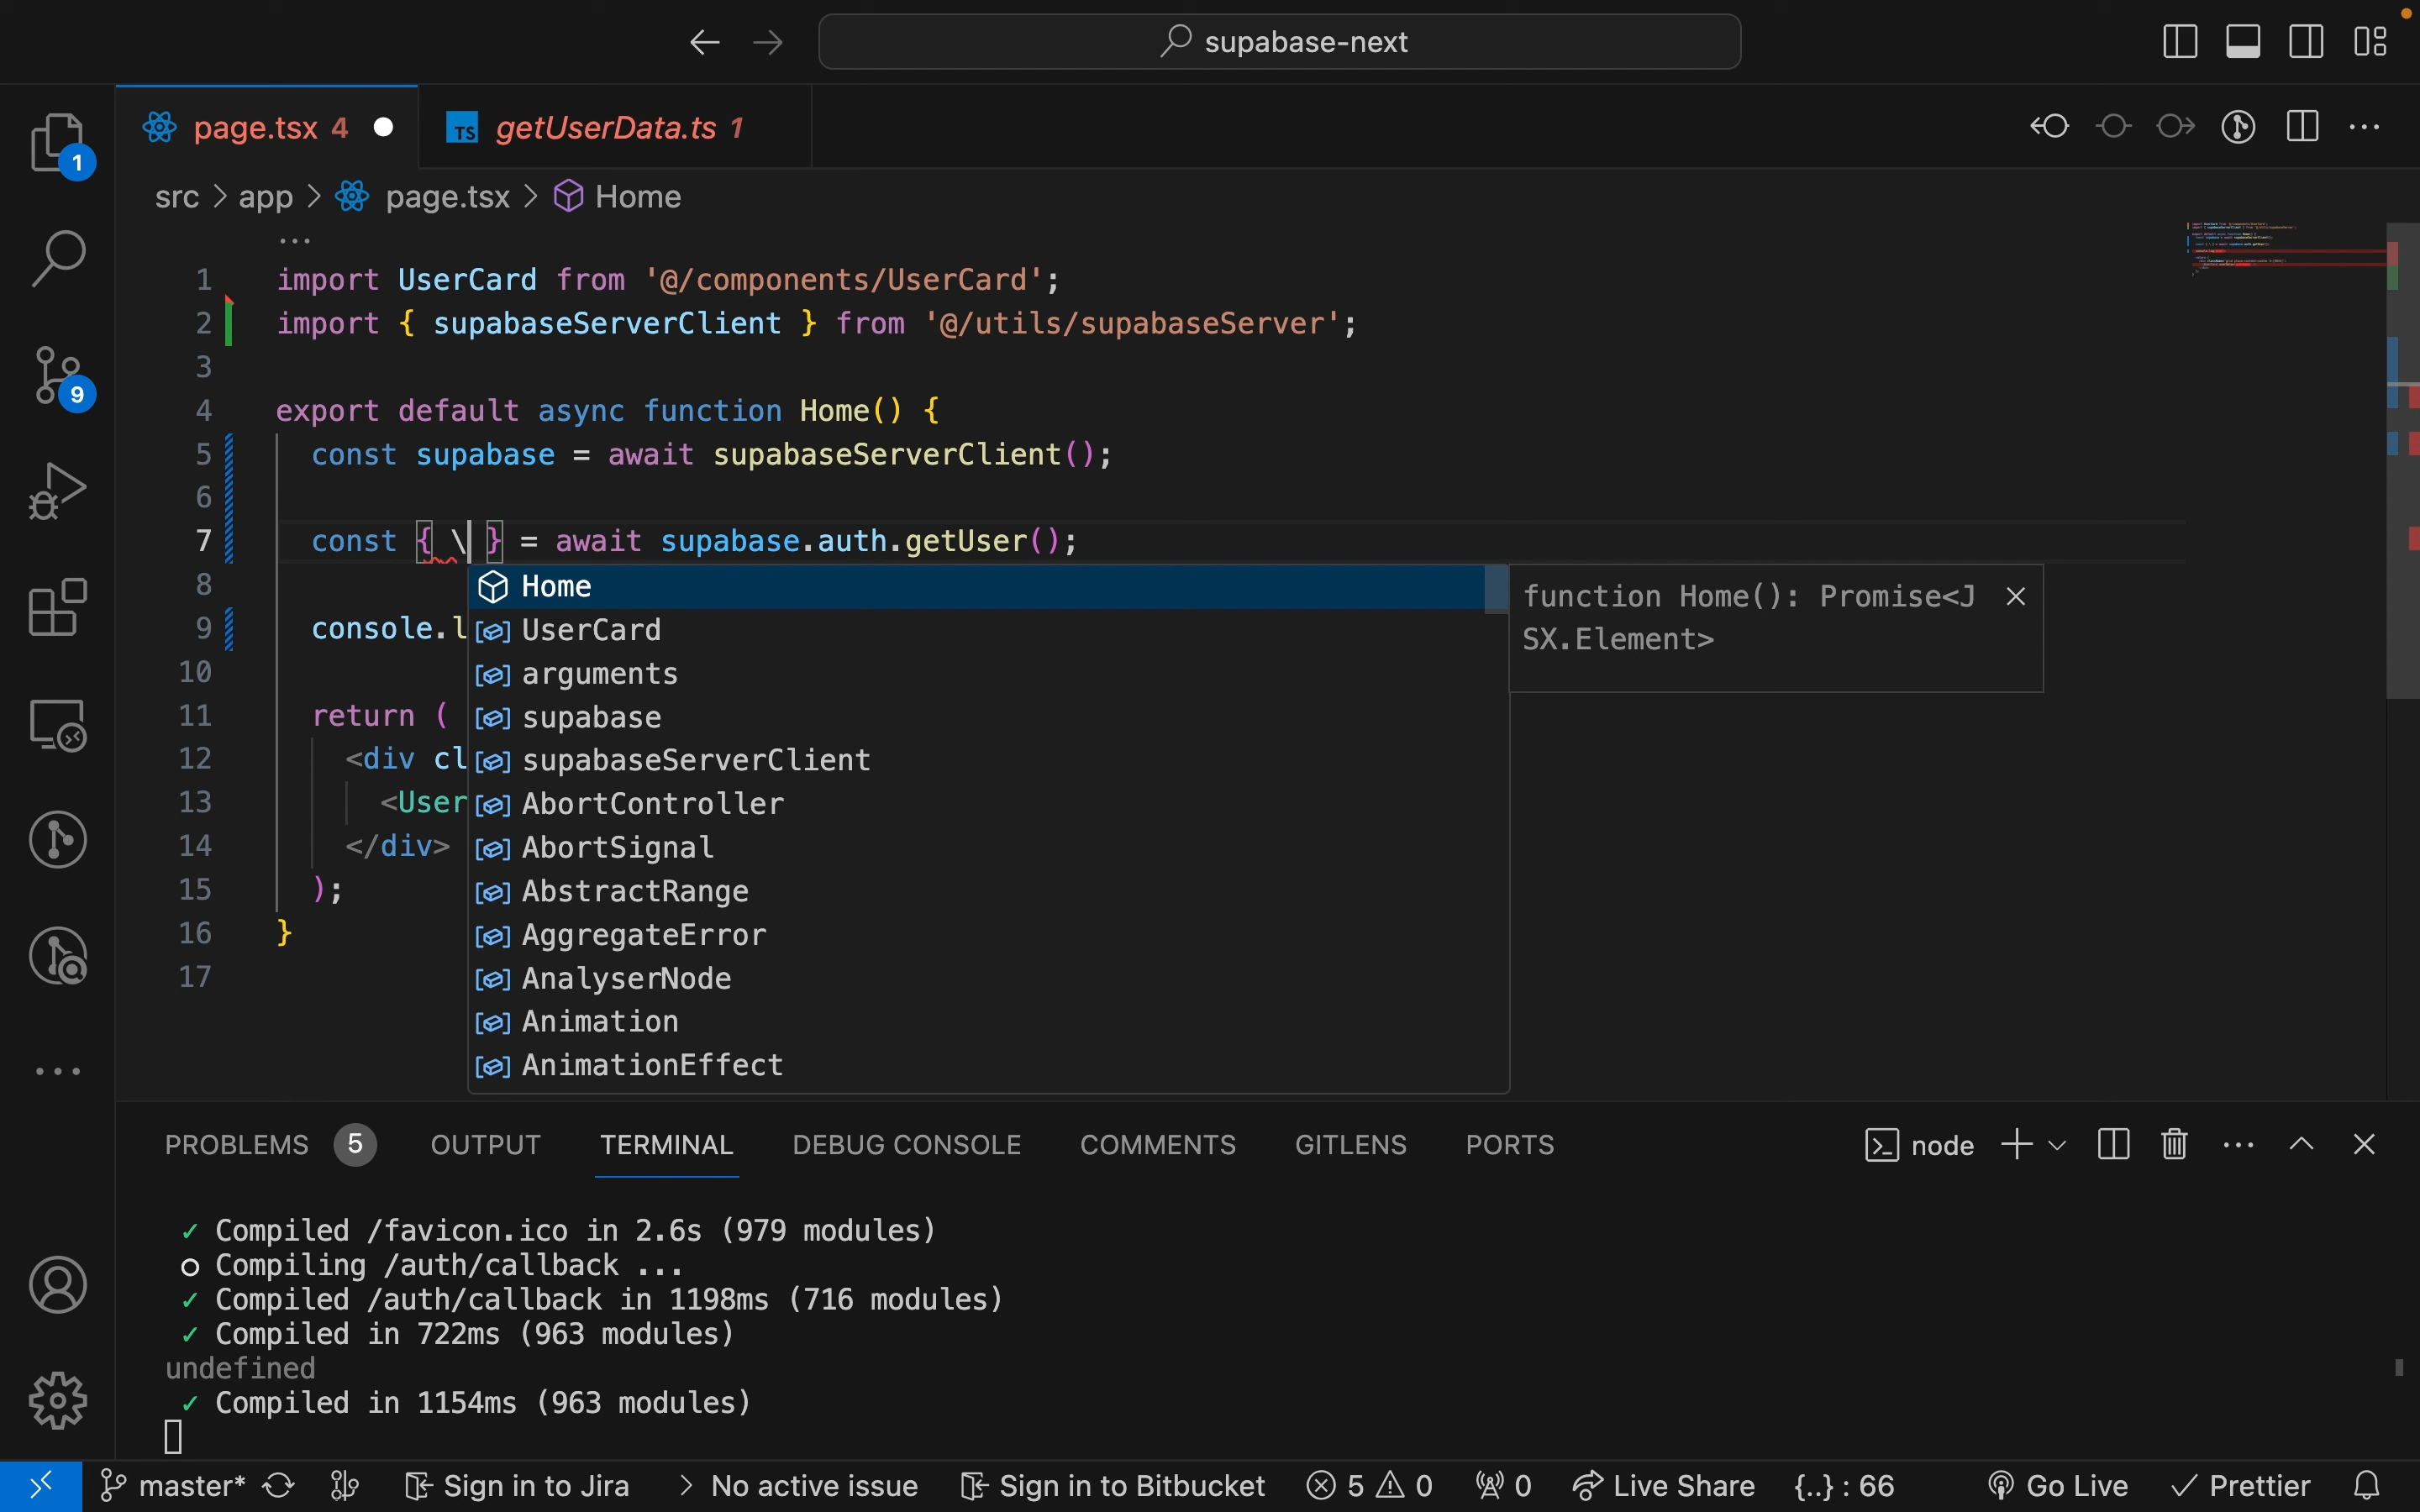 supabase-next
page.tsx 4
TS getUserData.ts 1
src > app > page.tsx > Home
...
1 import UserCard from '@/components/UserCard';
2 import { supabaseServerClient } from '@/utils/supabaseServer';
3
4 export default async function Home() {
5 const supabase = await supabaseServerClient();
6
7 const { \ } = await supabase.auth.getUser();
8
9 console.l
10
11 return (
12 <div cl
13 <User
14 </div>
15 );
16 }
17
Home
UserCard
arguments
supabase
supabaseServerClient
AbortController
AbortSignal
AbstractRange
AggregateError
AnalyserNode
Animation
AnimationEffect
function Home(): Promise<J
SX.Element>
1
9
PROBLEMS 5 OUTPUT TERMINAL DEBUG CONSOLE COMMENTS GITLENS PORTS
node
✓ Compiled /favicon.ico in 2.6s (979 modules)
○ Compiling /auth/callback ...
✓ Compiled /auth/callback in 1198ms (716 modules)
✓ Compiled in 722ms (963 modules)
undefined
✓ Compiled in 1154ms (963 modules)
master* Sign in to Jira > No active issue Sign in to Bitbucket 5 0 0 Live Share {..} : 66 Go Live ✓ Prettier